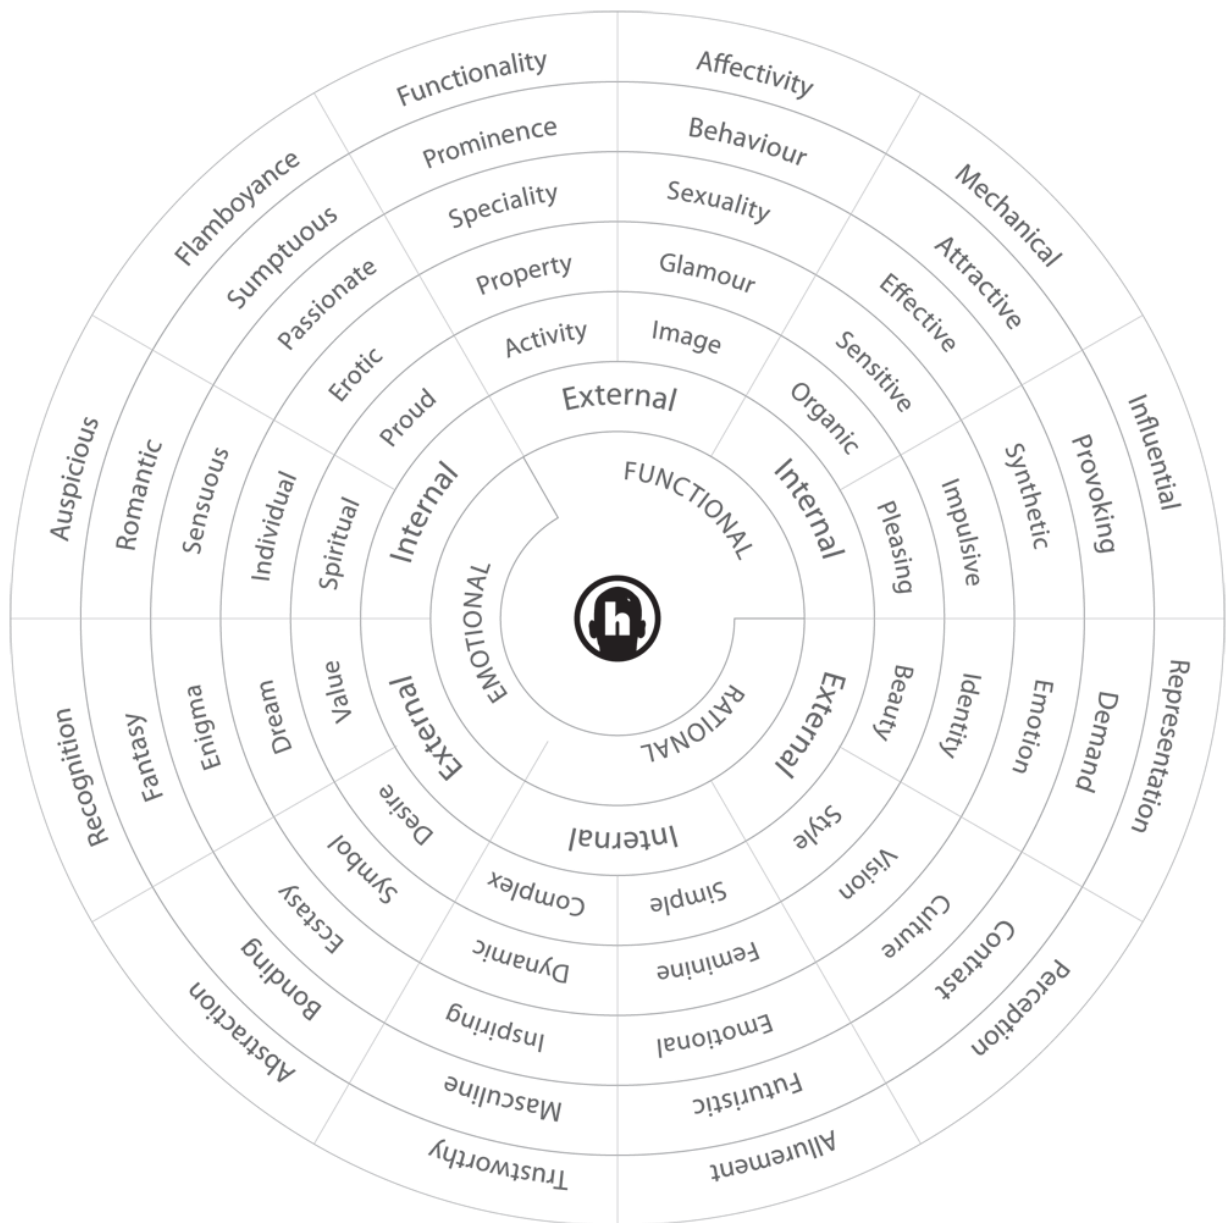 h
FUNCTIONAL
RATIONAL
EMOTIONAL
External
Internal
External
Internal
External
Internal
Image
Organic
Pleasing
Beauty
Style
Simple
Complex
Desire
Value
Spiritual
Proud
Activity
Glamour
Sensitive
Impulsive
Identity
Vision
Feminine
Dynamic
Symbol
Dream
Individual
Erotic
Property
Sexuality
Effective
Synthetic
Emotion
Culture
Emotional
Inspiring
Ecstasy
Enigma
Sensuous
Passionate
Speciality
Behaviour
Attractive
Provoking
Demand
Contrast
Futuristic
Masculine
Bonding
Fantasy
Romantic
Sumptuous
Prominence
Affectivity
Mechanical
Influential
Representation
Perception
Allurement
Trustworthy
Abstraction
Recognition
Auspicious
Flamboyance
Functionality